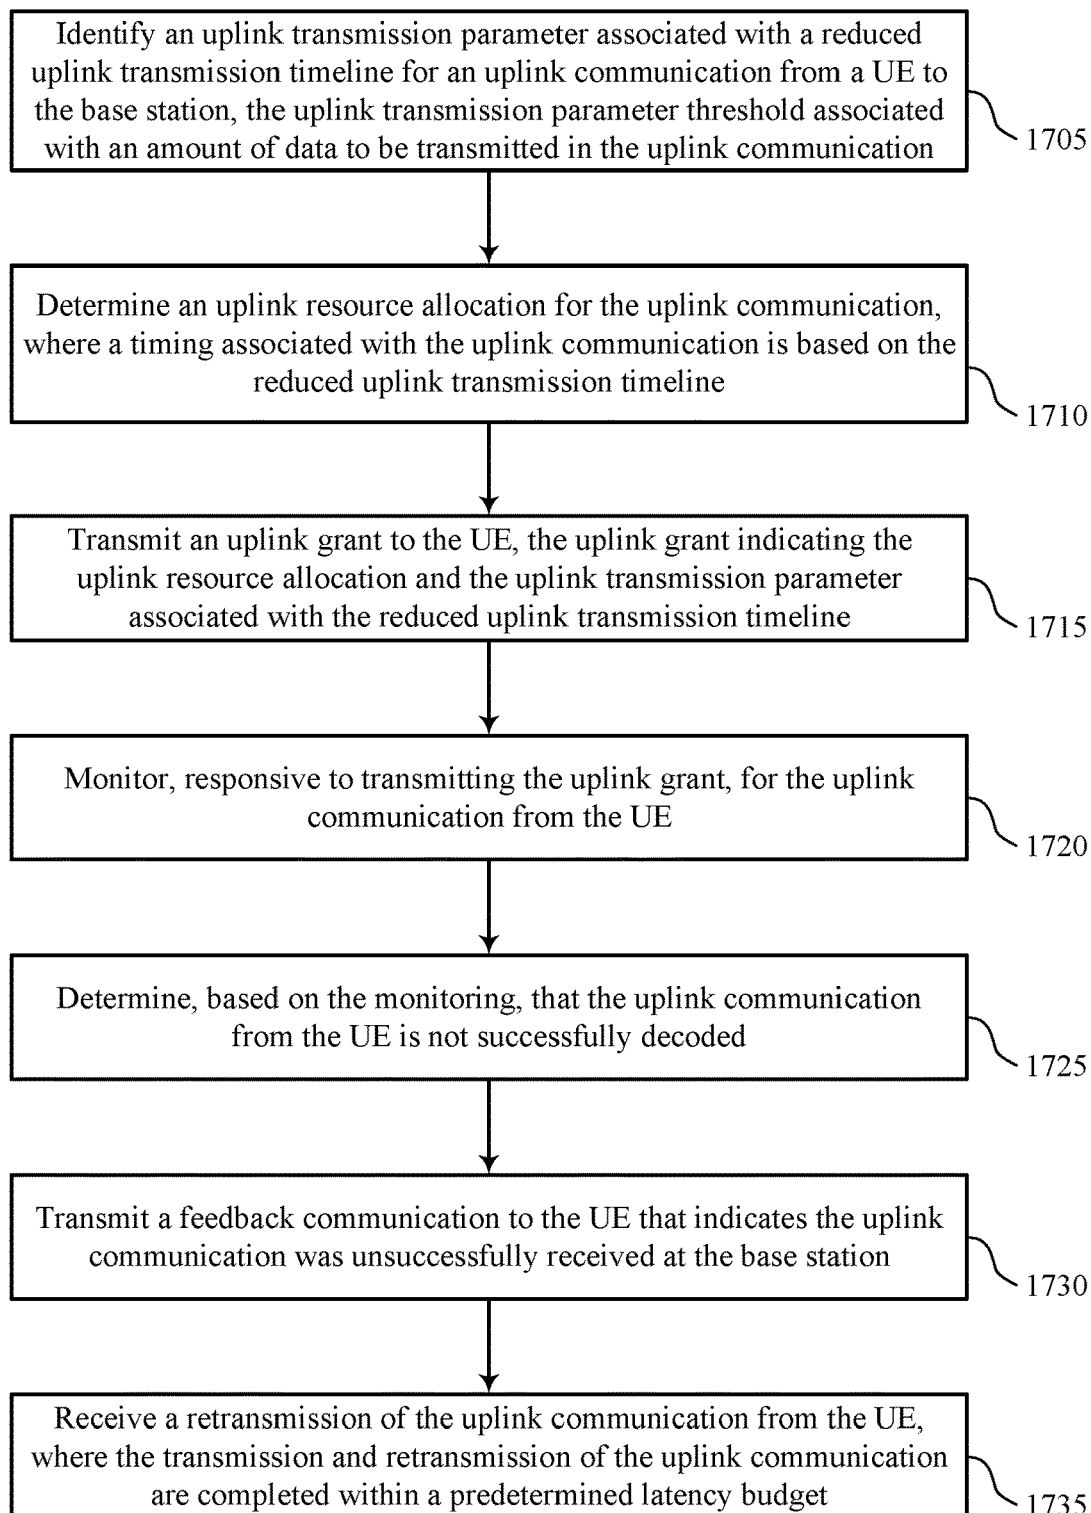 Identify an uplink transmission parameter associated with a reduced
uplink transmission timeline for an uplink communication from a UE to
the base station, the uplink transmission parameter threshold associated
with an amount of data to be transmitted in the uplink communication
1705
Determine an uplink resource allocation for the uplink communication,
where a timing associated with the uplink communication is based on the
reduced uplink transmission timeline
1710
Transmit an uplink grant to the UE, the uplink grant indicating the
uplink resource allocation and the uplink transmission parameter
associated with the reduced uplink transmission timeline
1715
Monitor, responsive to transmitting the uplink grant, for the uplink
communication from the UE
1720
Determine, based on the monitoring, that the uplink communication
from the UE is not successfully decoded
1725
Transmit a feedback communication to the UE that indicates the uplink
communication was unsuccessfully received at the base station
1730
Receive a retransmission of the uplink communication from the UE,
where the transmission and retransmission of the uplink communication
are completed within a predetermined latency budget
1735